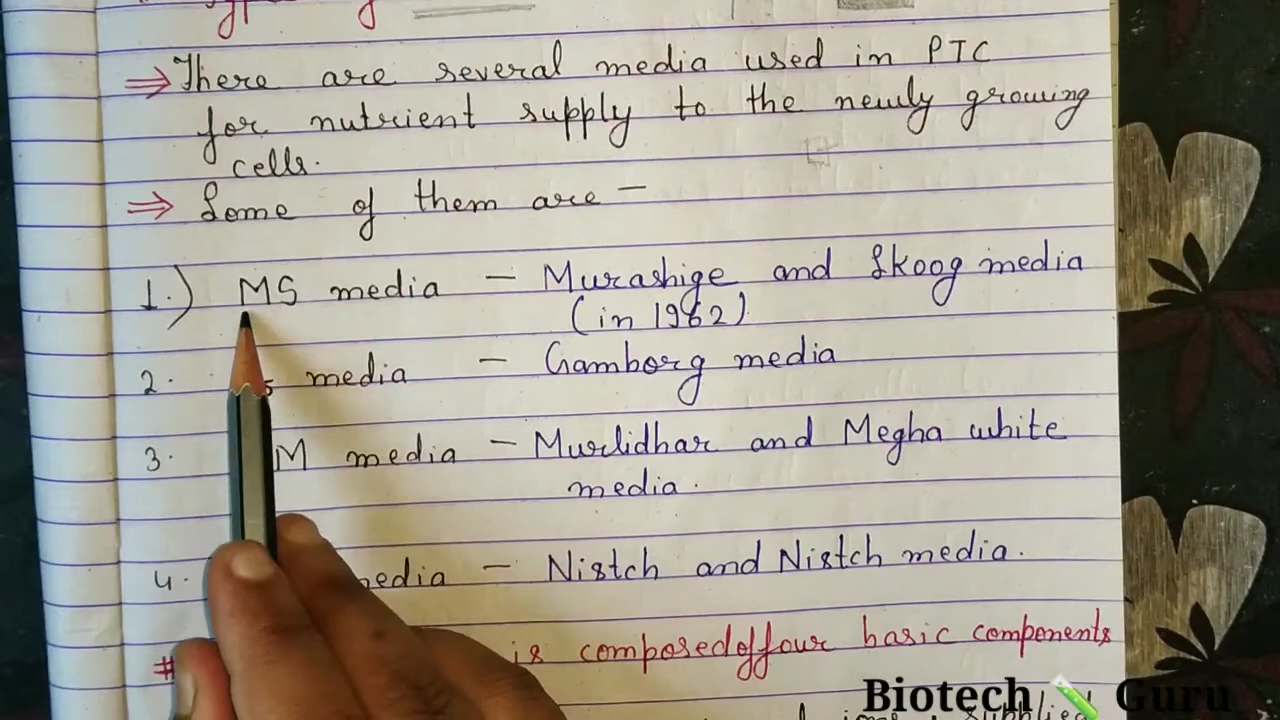 ⇒ There are several media used in PTC
for nutrient supply to the newly growing
cells.
⇒ Some of them are -
1.) MS media - Murashige and Skoog media
(in 1962)
2. media - Gamborg media
3. M media - Murlidhar and Megha white
media.
4. media - Nistch and Nistch media.
# is composed of four basic components
Biotech Guru